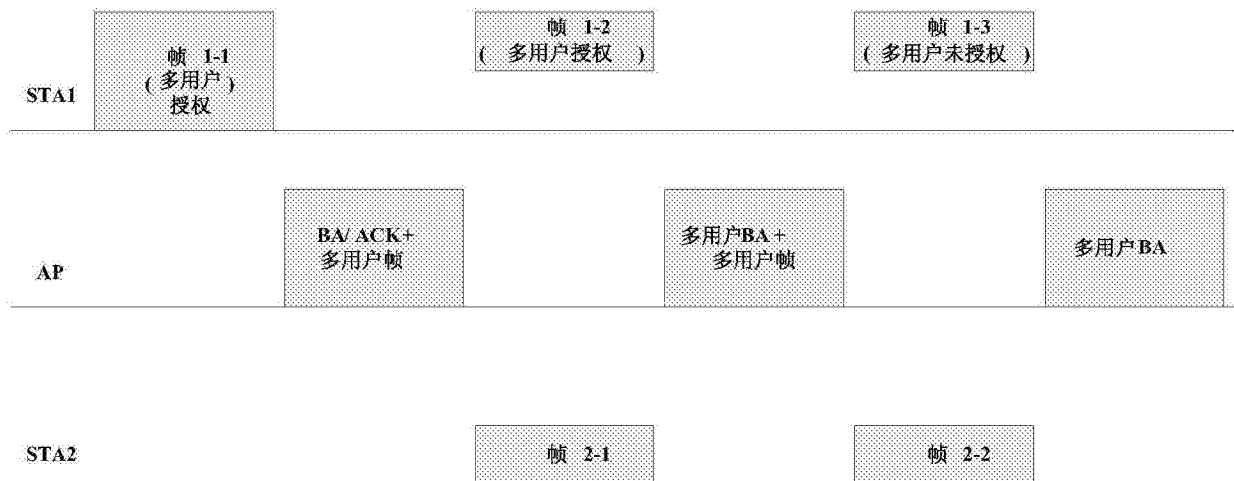 帧 1-1
( 多用户 )
授权
帧 1-2
( 多用户授权 )
帧 1-3
( 多用户未授权 )
STA1
BA/ ACK+
多用户帧
多用户BA +
多用户帧
多用户 BA
AP
STA2
帧 2-1
帧 2-2